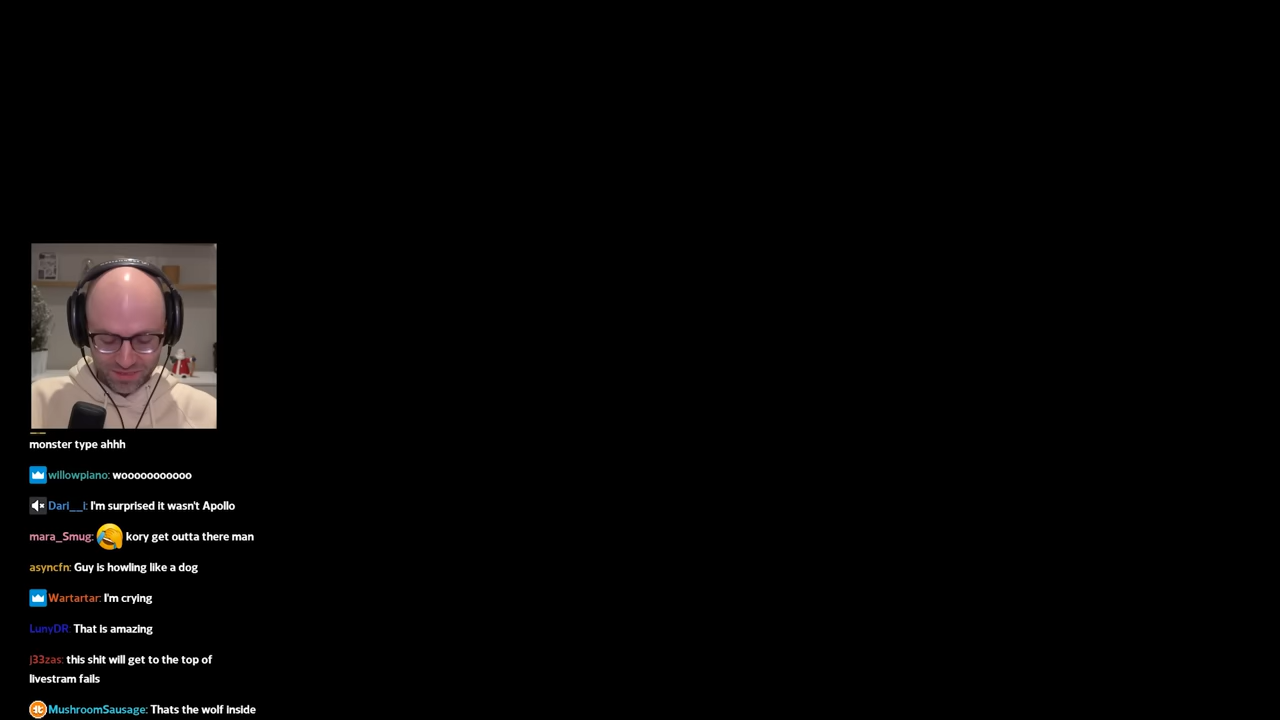 monster type ahhh
willowpiano: wooooooooooo
Dari__i: I'm surprised it wasn't Apollo
mara_Smug: kory get outta there man
asyncfn: Guy is howling like a dog
Wartartar: I'm crying
LunyDR: That is amazing
j33zas: this shit will get to the top of
livestram fails
MushroomSausage: Thats the wolf inside